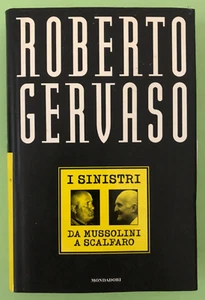 ROBERTO
GERVASO
I SINISTRI
DA MUSSOLINI
A SCALFARO
MONDADORI